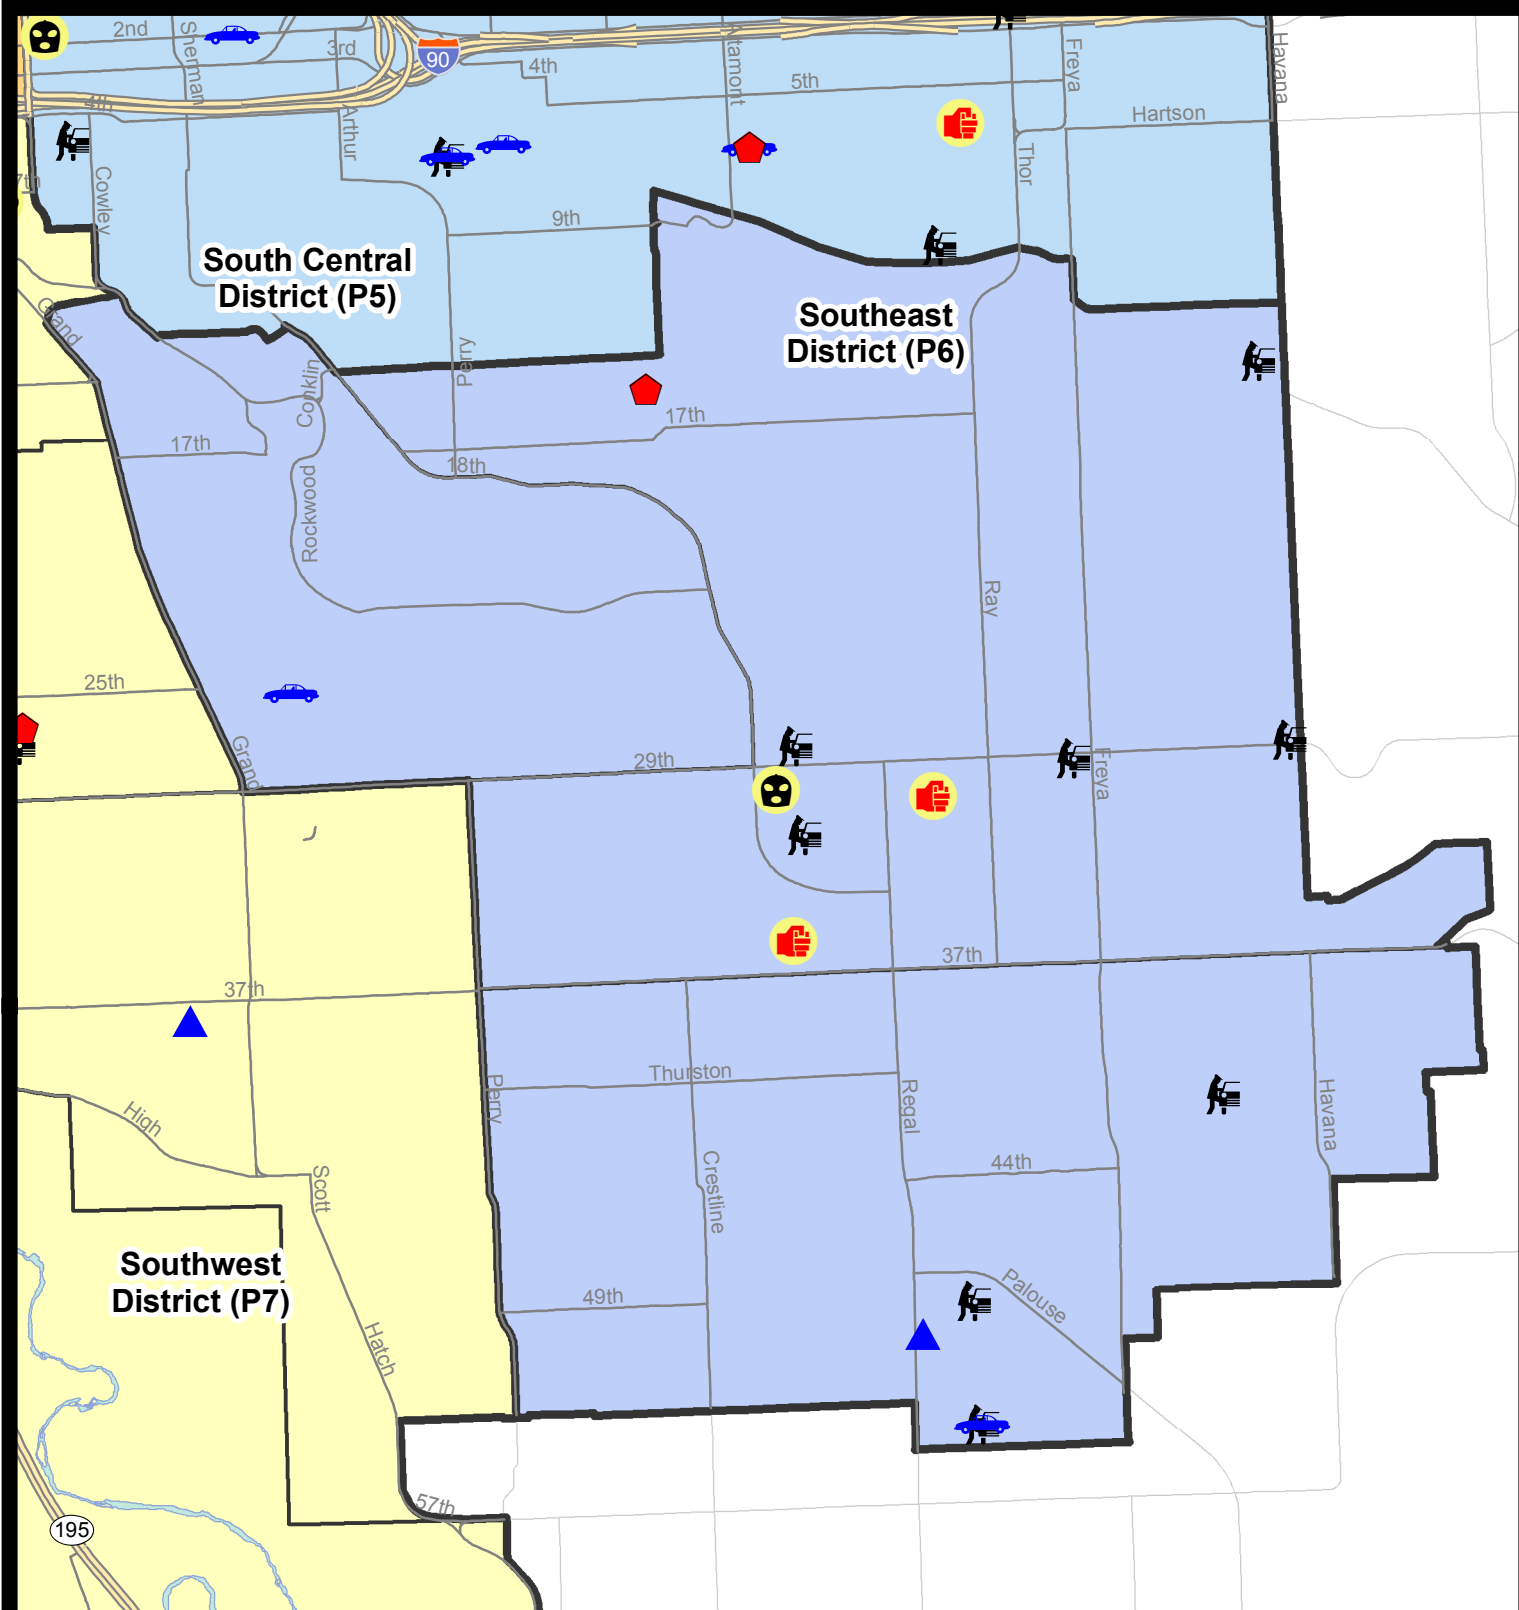 2nd
Sherman
3rd
90
4th
Altamont
5th
Freya
Havana
4th
Arthur
Hartson
Thor
7th
Cowley
9th
South Central
District (P5)
Grand
Southeast
District (P6)
Perry
Conklin
17th
17th
18th
Rockwood
Ray
25th
Grand
29th
Freya
37th
37th
Thurston
Perry
Regal
Havana
High
Scott
Crestline
44th
Southwest
District (P7)
49th
Palouse
Hatch
57th
195